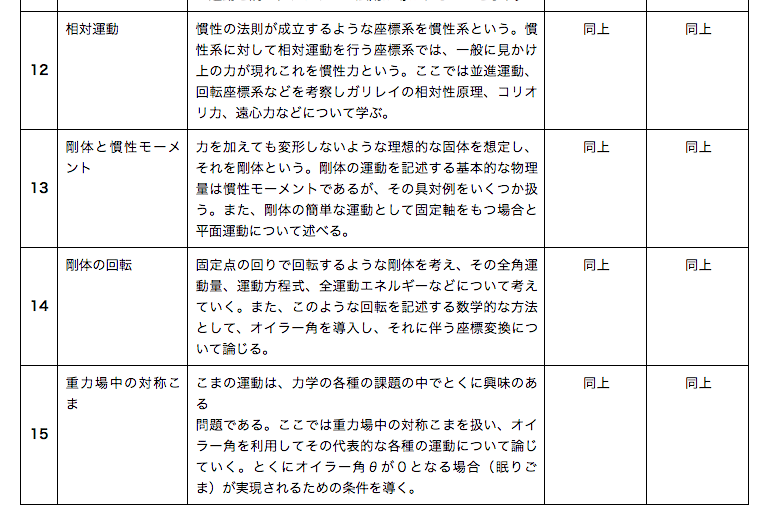 12
相対運動
慣性の法則が成立するような座標系を慣性系という。慣
性系に対して相対運動を行う座標系では、一般に見かけ
上の力が現れこれを慣性力という。ここでは並進運動、
回転座標系などを考察しガリレイの相対性原理、コリオ
リ力、遠心力などについて学ぶ。
同上
同上
13
剛体と慣性モーメ
ント
力を加えても変形しないような理想的な固体を想定し、
それを剛体という。剛体の運動を記述する基本的な物理
量は慣性モーメントであるが、その具対例をいくつか扱
う。また、剛体の簡単な運動として固定軸をもつ場合と
平面運動について述べる。
同上
同上
14
剛体の回転
固定点の回りで回転するような剛体を考え、その全角運
動量、運動方程式、全運動エネルギーなどについて考え
ていく。また、このような回転を記述する数学的な方法
として、オイラー角を導入し、それに伴う座標変換につ
いて論じる。
同上
同上
15
重力場中の対称こ
ま
こまの運動は、力学の各種の課題の中でとくに興味のあ
る
問題である。ここでは重力場中の対称こまを扱い、オイ
ラー角を利用してその代表的な各種の運動について論じ
ていく。とくにオイラー角θが０となる場合（眠りご
ま）が実現されるための条件を導く。
同上
同上